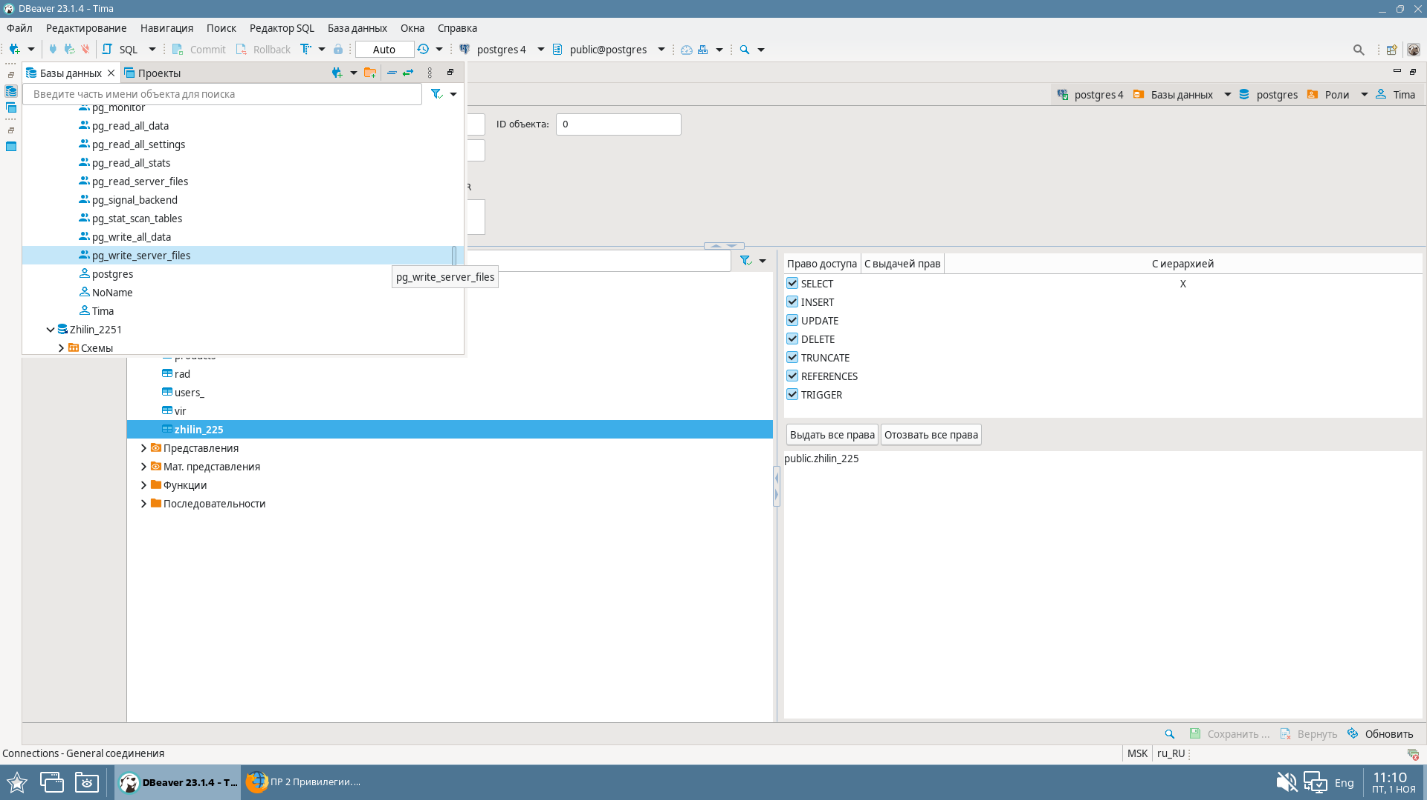 DBeaver 23.1.4 - Tima
Файл Редактирование Навигация Поиск Редактор SQL База данных Окна Справка
SQL Commit Rollback Auto postgres 4 public@postgres
Базы данных Проекты
Введите часть имени объекта для поиска
postgres 4 Базы данных postgres Роли Tima
pg_monitor
pg_read_all_data
ID объекта: 0
pg_read_all_settings
pg_read_all_stats
pg_read_server_files
pg_signal_backend
pg_stat_scan_tables
pg_write_all_data
pg_write_server_files
postgres
pg_write_server_files
NoName
Tima
Zhilin_2251
Схемы
products
rad
users_
vir
zhilin_225
Представления
Мат. представления
Функции
Последовательности
Право доступа С выдачей прав С иерархией
SELECT X
INSERT
UPDATE
DELETE
TRUNCATE
REFERENCES
TRIGGER
Выдать все права Отозвать все права
public.zhilin_225
Сохранить ... Вернуть Обновить
Connections - General соединения
MSK ru_RU
DBeaver 23.1.4 - T... ПР 2 Привилегии....
Eng 11:10
ПТ, 1 НОЯ